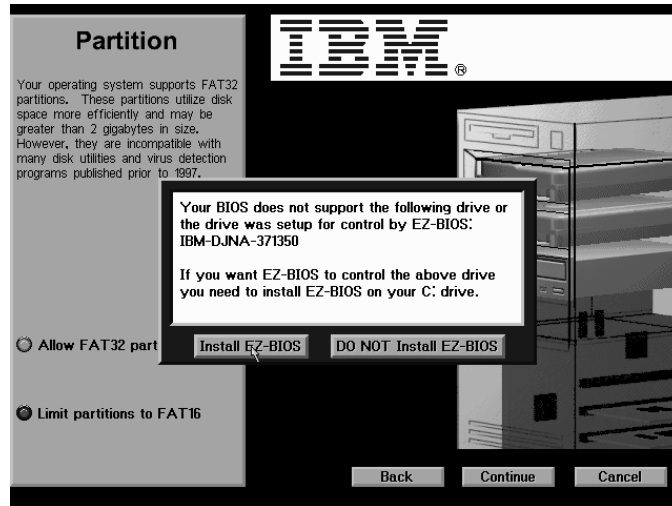 Partition
IBM®
Your operating system supports FAT32
partitions. These partitions utilize disk
space more efficiently and may be
greater than 2 gigabytes in size.
However, they are incompatible with
many disk utilities and virus detection
programs published prior to 1997.
Your BIOS does not support the following drive or
the drive was setup for control by EZ-BIOS:
IBM-DJNA-371350
If you want EZ-BIOS to control the above drive
you need to install EZ-BIOS on your C: drive.
Install EZ-BIOS
DO NOT Install EZ-BIOS
Allow FAT32 part
Limit partitions to FAT16
Back
Continue
Cancel